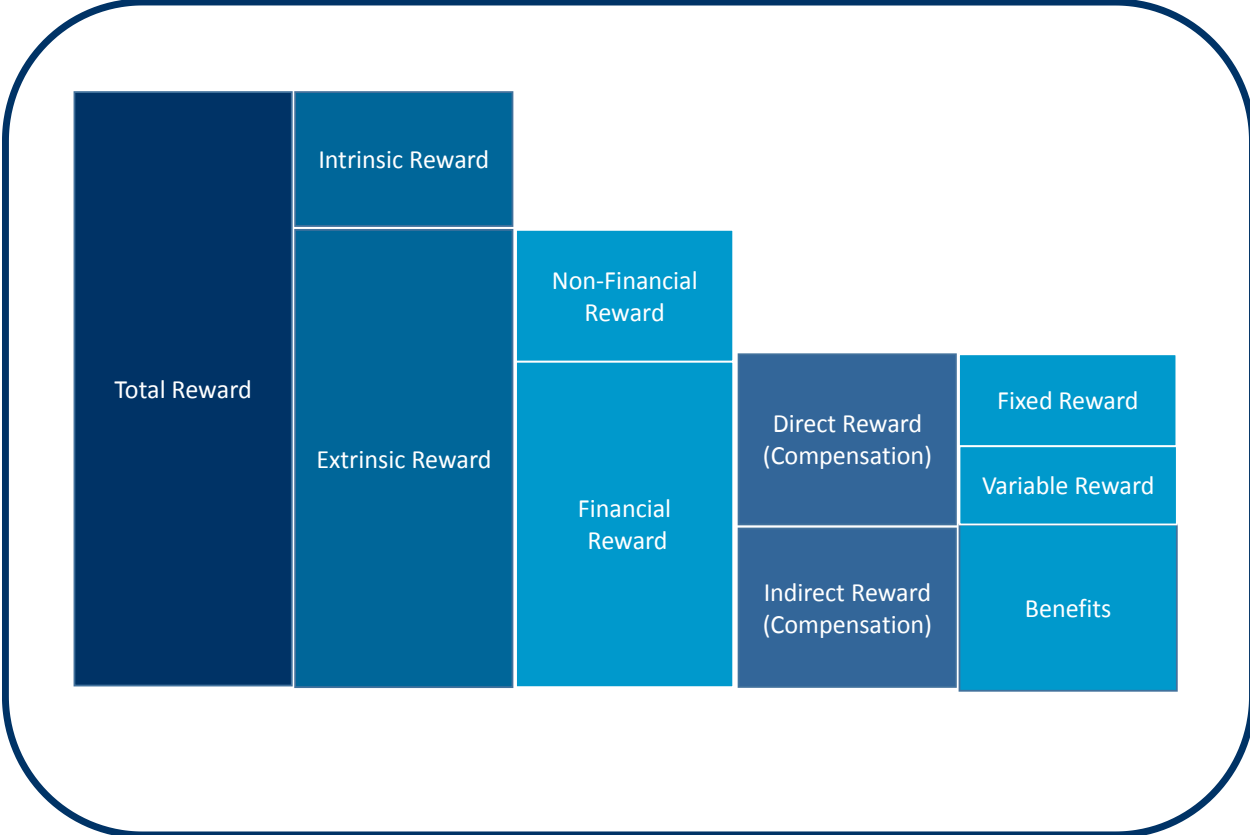 Total Reward
Intrinsic Reward
Extrinsic Reward
Non-Financial
Reward
Financial
Reward
Direct Reward
(Compensation)
Indirect Reward
(Compensation)
Fixed Reward
Variable Reward
Benefits